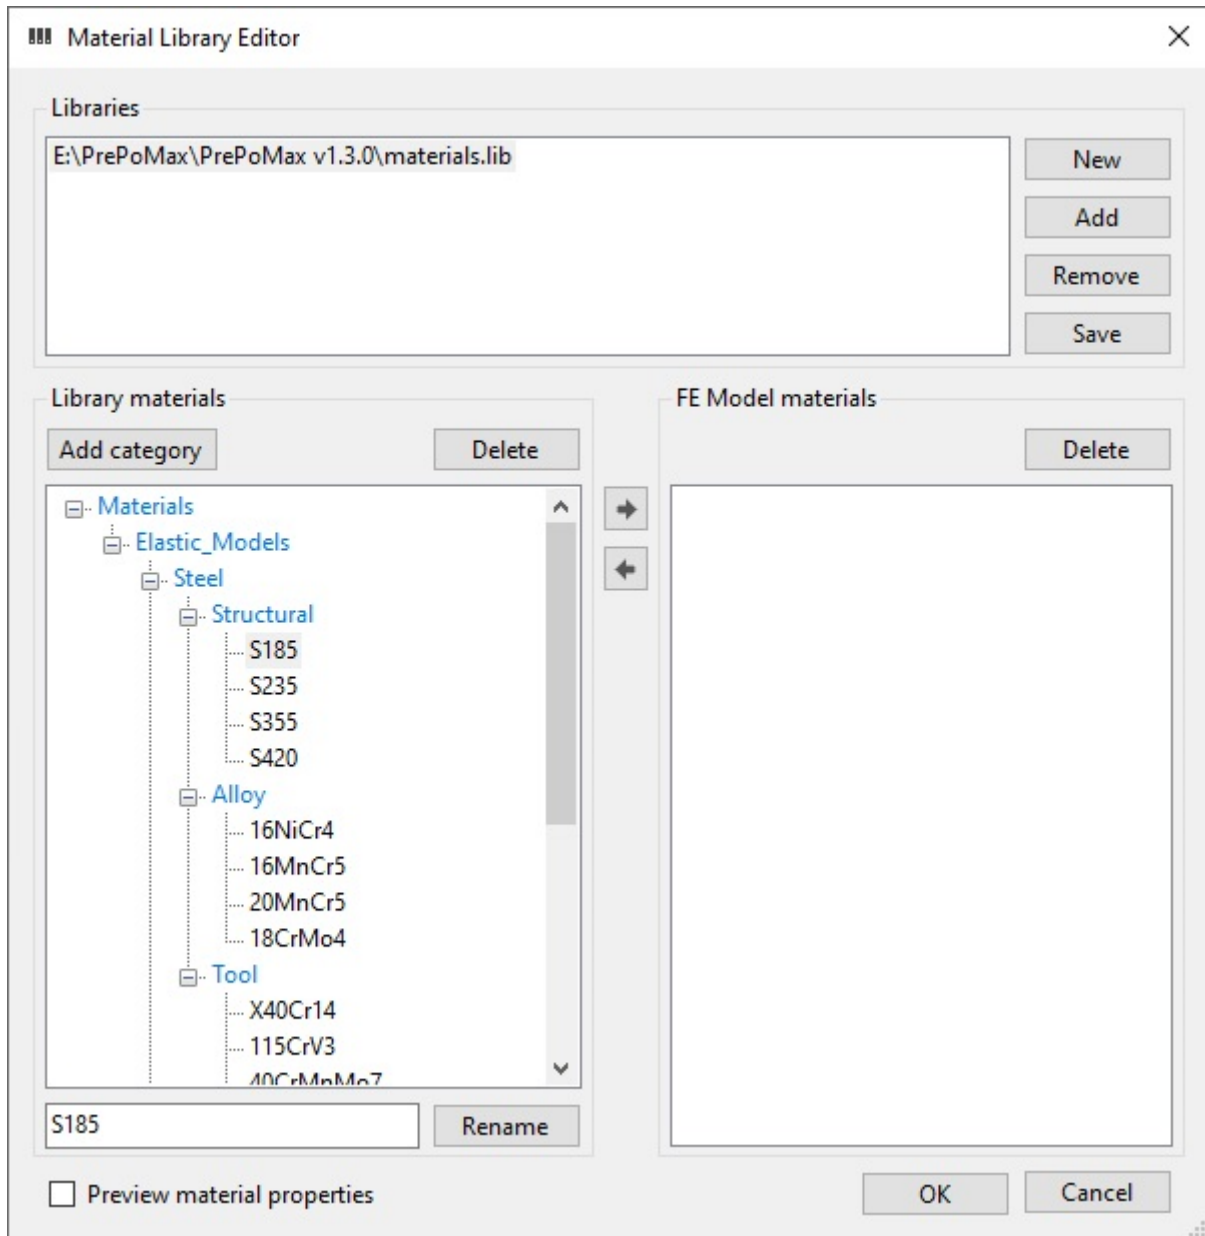 Material Library Editor
Libraries
E:\PrePoMax\PrePoMax v1.3.0\materials.lib
New
Add
Remove
Save
Library materials
Add category
Delete
Materials
Elastic_Models
Steel
Structural
S185
S235
S355
S420
Alloy
16NiCr4
16MnCr5
20MnCr5
18CrMo4
Tool
X40Cr14
115CrV3
40CrMnMo7
S185
Rename
FE Model materials
Delete
Preview material properties
OK
Cancel